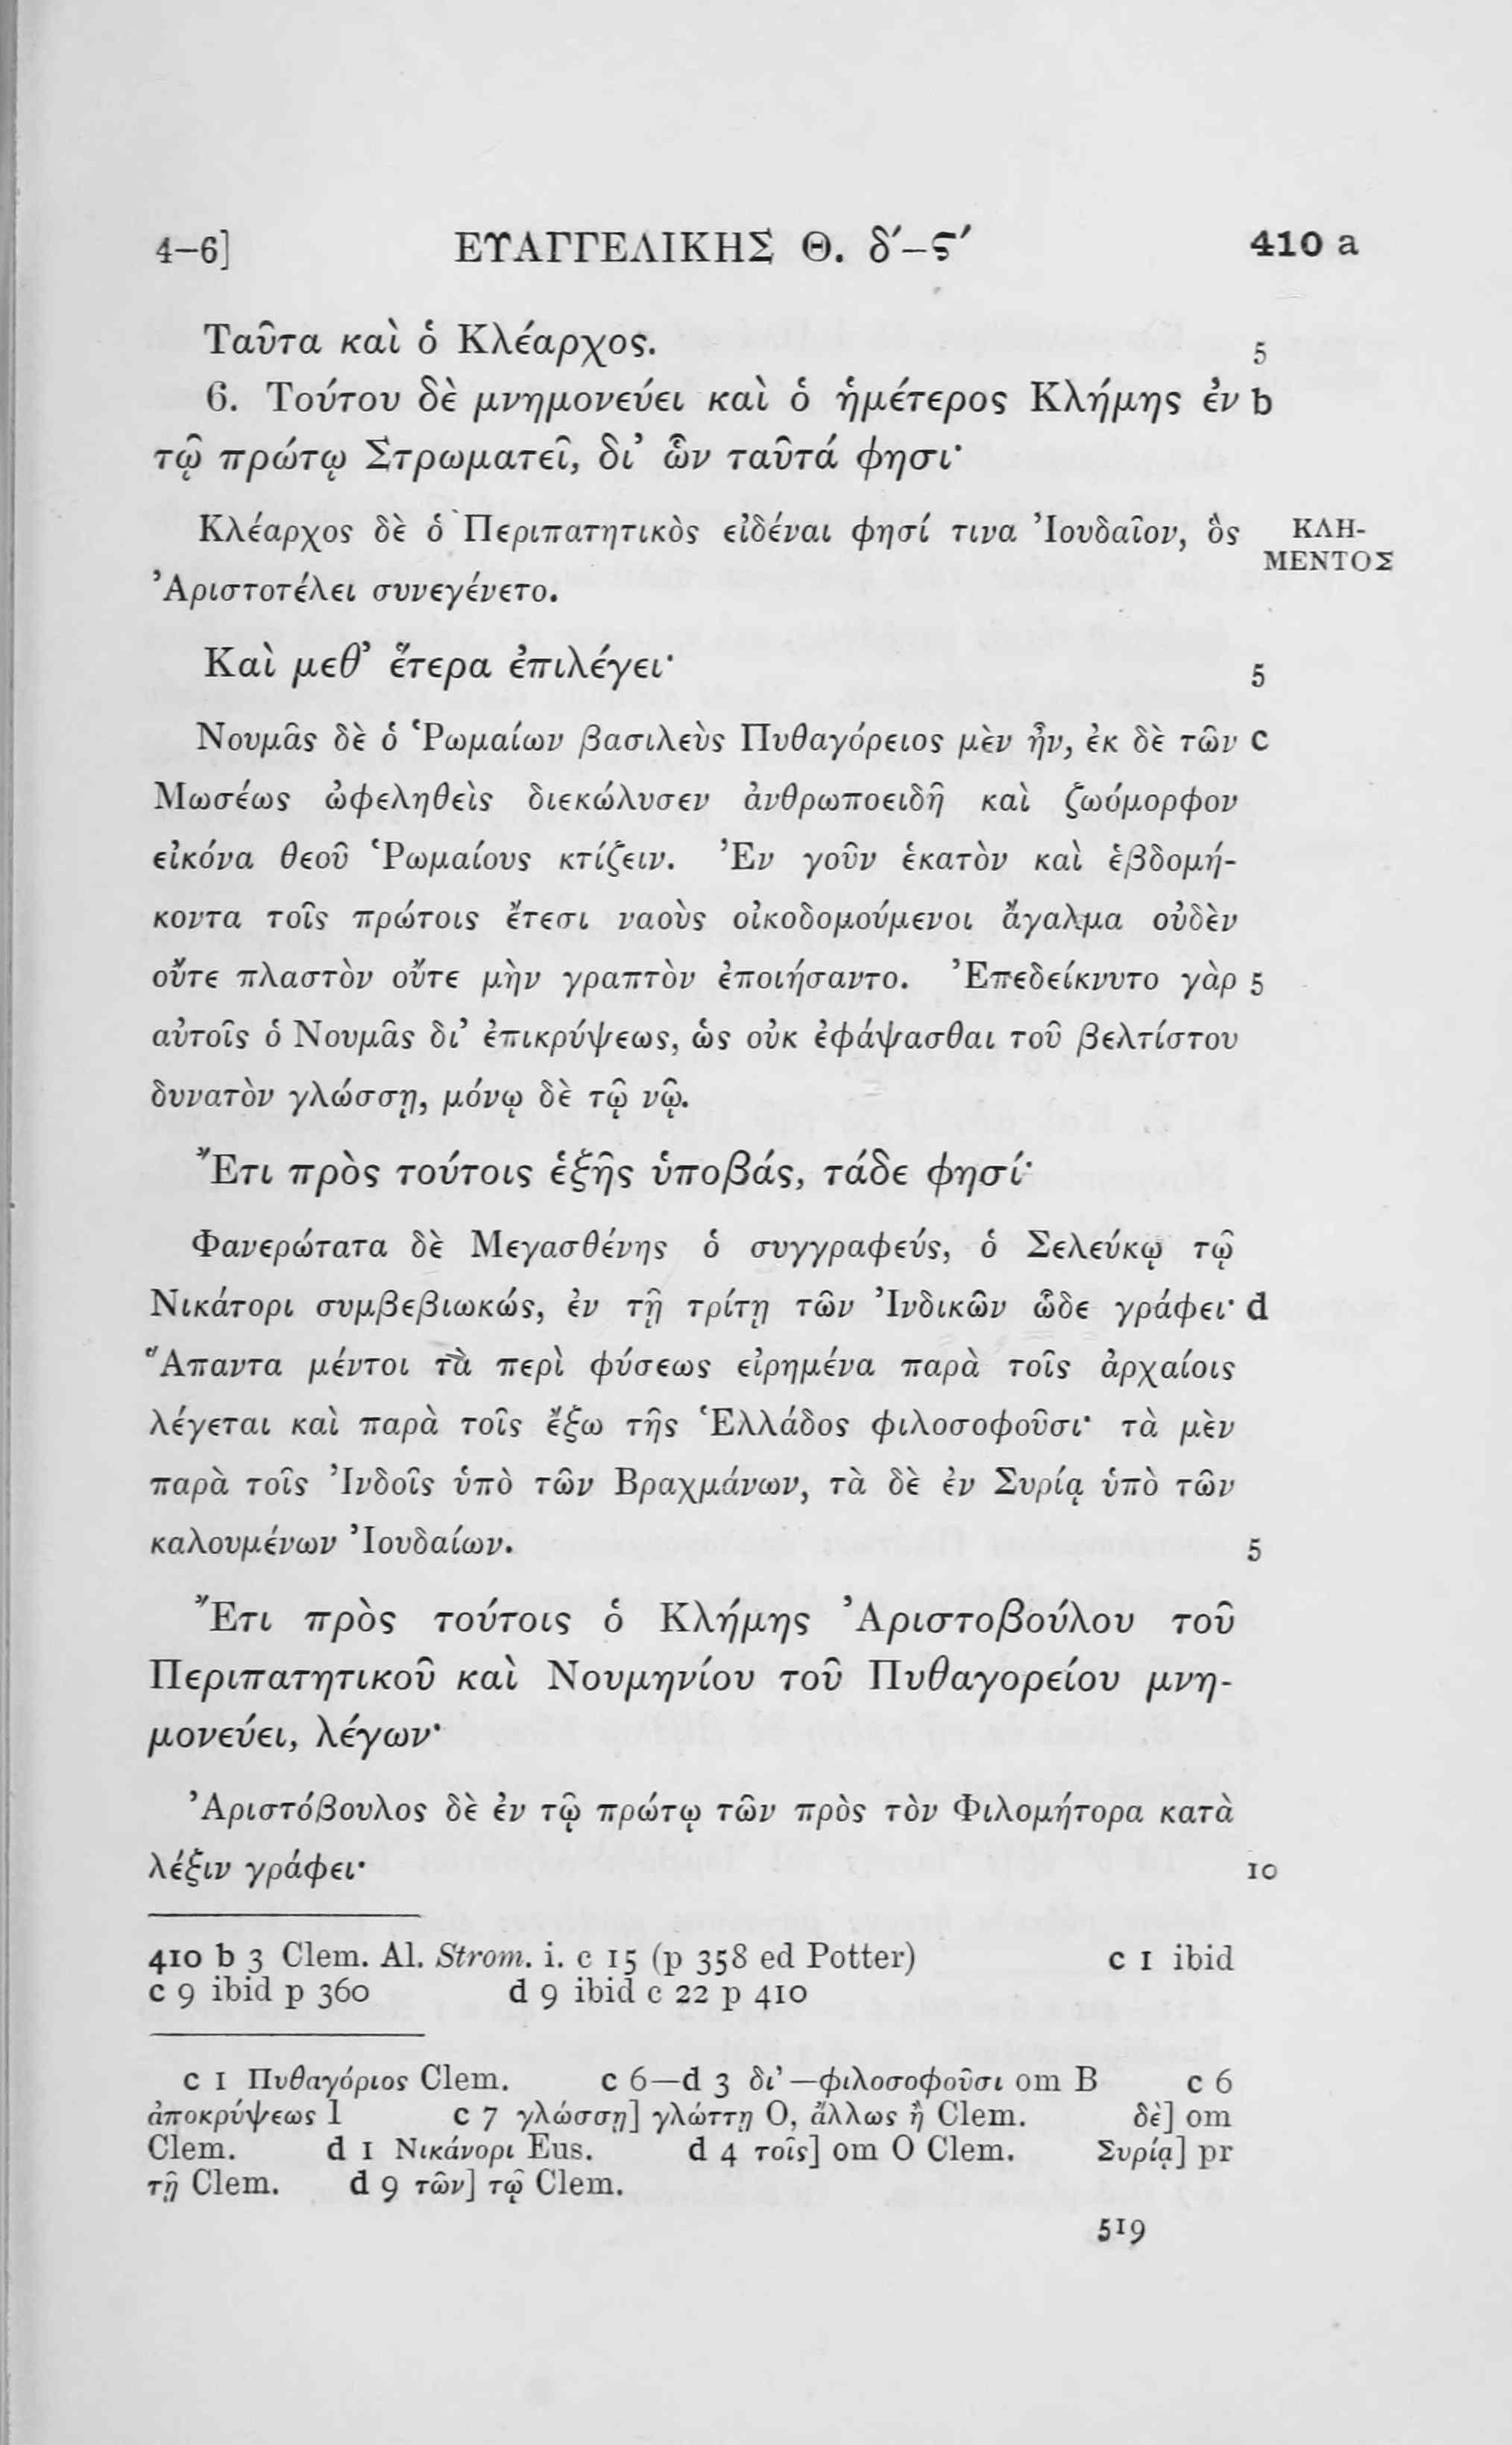 4–6] ΕΥΑΓΓΕΛΙΚΗΣ Θ. δ′–ς′ 410 a
Ταῦτα καὶ ὁ Κλέαρχος. 5
6. Τούτου δὲ μνημονεύει καὶ ὁ ἡμέτερος Κλήμης ἐν b
τῷ πρώτῳ Στρωματεῖ, δι’ ὧν ταῦτά φησι·
Κλέαρχος δὲ ὁ Περιπατητικὸς εἰδέναι φησί τινα Ἰουδαῖον, ὃς ΚΛΗ-
ΜΕΝΤΟΣ
Ἀριστοτέλει συνεγένετο.
Καὶ μεθ’ ἕτερα ἐπιλέγει· 5
Νουμᾶς δὲ ὁ Ῥωμαίων βασιλεὺς Πυθαγόρειος μὲν ἦν, ἐκ δὲ τῶν c
Μωσέως ὠφεληθεὶς διεκώλυσεν ἀνθρωποειδῆ καὶ ζωόμορφον
εἰκόνα θεοῦ Ῥωμαίους κτίζειν. Ἐν γοῦν ἑκατὸν καὶ ἑβδομή-
κοντα τοῖς πρώτοις ἔτεσι ναοὺς οἰκοδομούμενοι ἄγαλμα οὐδὲν
οὔτε πλαστὸν οὔτε μὴν γραπτὸν ἐποιήσαντο. Ἐπεδείκνυτο γὰρ 5
αὐτοῖς ὁ Νουμᾶς δι’ ἐπικρύψεως, ὡς οὐκ ἐφάψασθαι τοῦ βελτίστου
δυνατὸν γλώσσῃ, μόνῳ δὲ τῷ νῷ.
Ἔτι πρὸς τούτοις ἑξῆς ὑποβάς, τάδε φησί·
Φανερώτατα δὲ Μεγασθένης ὁ συγγραφεύς, ὁ Σελεύκῳ τῷ
Νικάτορι συμβεβιωκώς, ἐν τῇ τρίτῃ τῶν Ἰνδικῶν ὧδε γράφει· d
Ἅπαντα μέντοι τὰ περὶ φύσεως εἰρημένα παρὰ τοῖς ἀρχαίοις
λέγεται καὶ παρὰ τοῖς ἔξω τῆς Ἑλλάδος φιλοσοφοῦσι· τὰ μὲν
παρὰ τοῖς Ἰνδοῖς ὑπὸ τῶν Βραχμάνων, τὰ δὲ ἐν Συρίᾳ ὑπὸ τῶν
καλουμένων Ἰουδαίων. 5
Ἔτι πρὸς τούτοις ὁ Κλήμης Ἀριστοβούλου τοῦ
Περιπατητικοῦ καὶ Νουμηνίου τοῦ Πυθαγορείου μνη-
μονεύει, λέγων·
Ἀριστόβουλος δὲ ἐν τῷ πρώτῳ τῶν πρὸς τὸν Φιλομήτορα κατὰ
λέξιν γράφει· 10
410 b 3 Clem. Al. Strom. i. c 15 (p 358 ed Potter) c 1 ibid
c 9 ibid p 360 d 9 ibid c 22 p 410
c 1 Πυθαγόριος Clem. c 6—d 3 δι’—φιλοσοφοῦσι om B c 6
ἀποκρύψεως l c 7 γλώσσῃ] γλώττῃ O, ἄλλως ἢ Clem. δὲ] om
Clem. d 1 Νικάνορι Eus. d 4 τοῖς] om O Clem. Συρίᾳ] pr
τῇ Clem. d 9 τῶν] τῷ Clem.
519